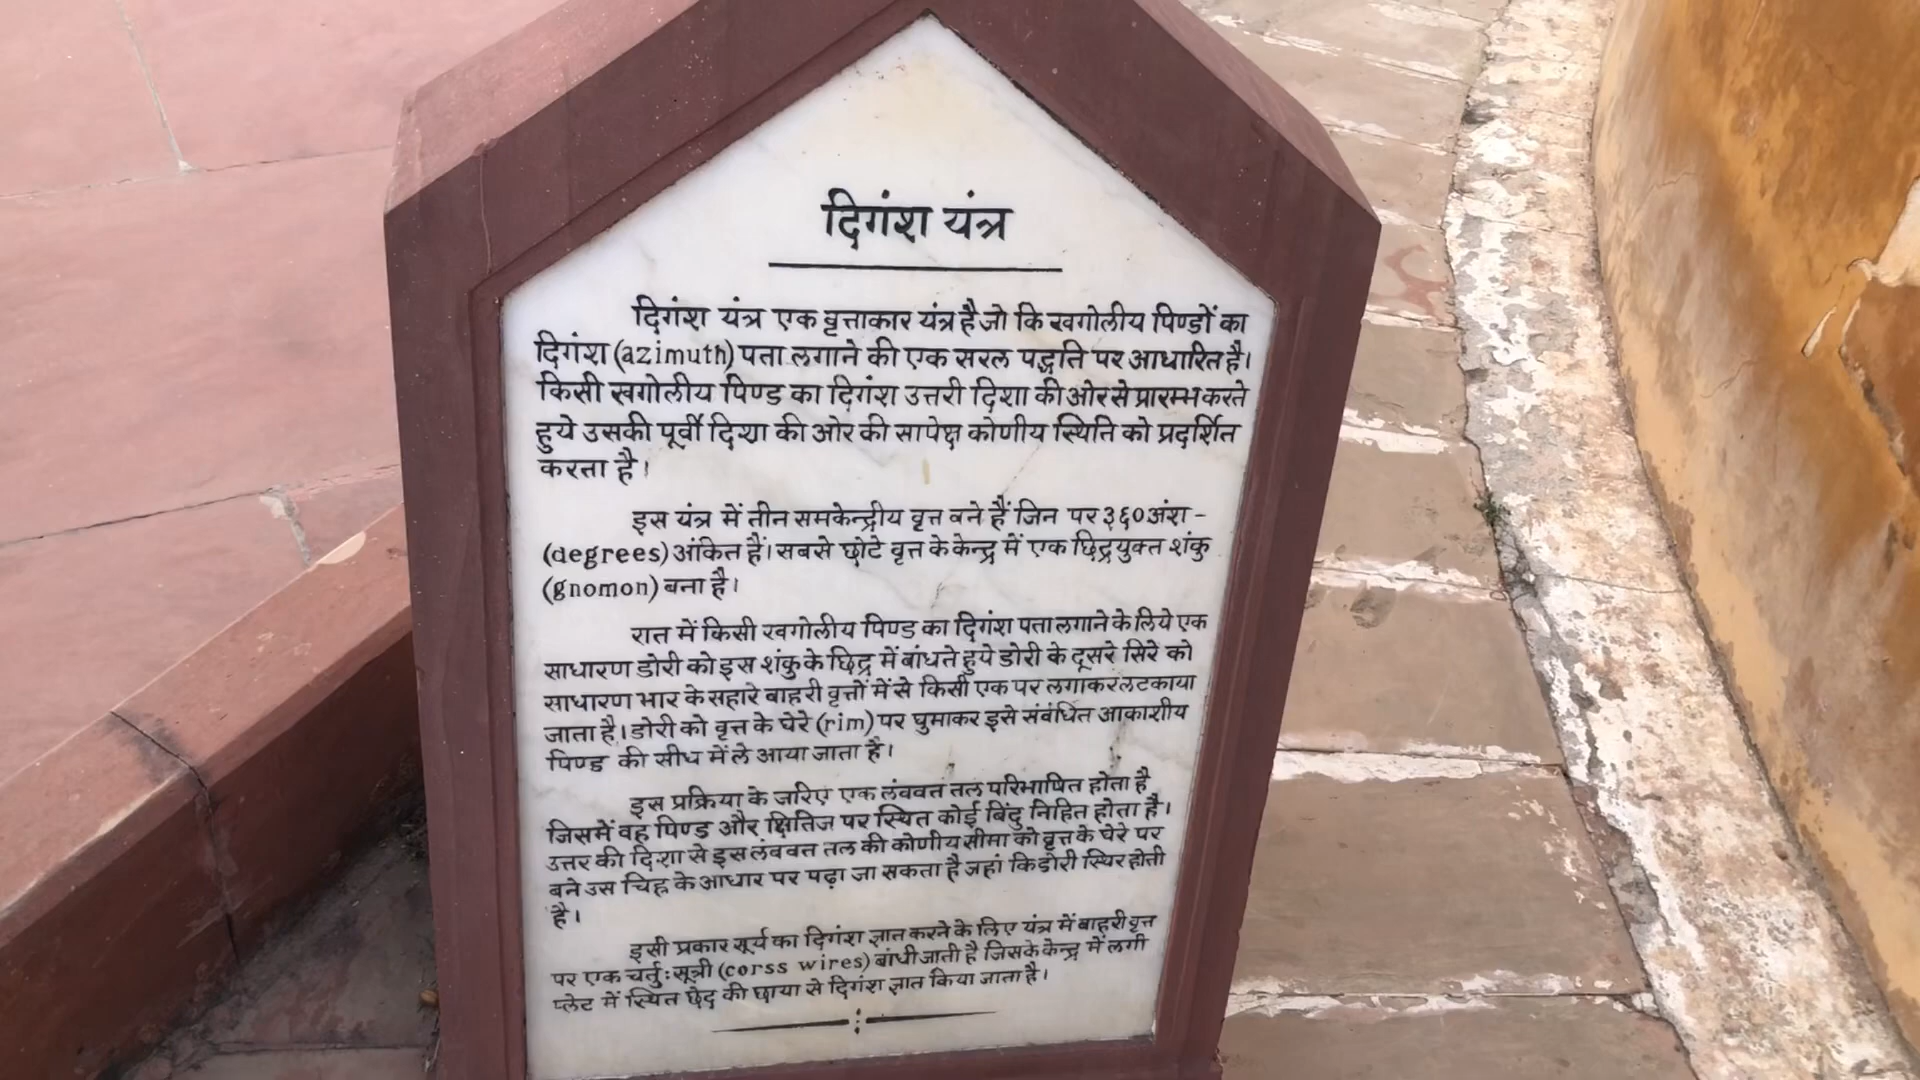 दिगंश यंत्र
दिगंश यंत्र एक वृत्ताकार यंत्र है जो कि खगोलीय पिण्डों का
दिगंश (azimuth) पता लगाने की एक सरल पद्धति पर आधारित है।
किसी खगोलीय पिण्ड का दिगंश उत्तरी दिशा की ओर से प्रारम्भ करते
हुये उसकी पूर्वी दिशा की ओर की सापेक्ष कोणीय स्थिति को प्रदर्शित
करता है।
इस यंत्र में तीन समकेन्द्रीय वृत्त बने हैं जिन पर ३६० अंश -
(degrees) अंकित हैं। सबसे छोटे वृत्त के केन्द्र में एक छिद्रयुक्त शंकु
(gnomon) बना है।
रात में किसी खगोलीय पिण्ड का दिगंश पता लगाने के लिये एक
साधारण डोरी को इस शंकु के छिद्र में बांधते हुये डोरी के दूसरे सिरे को
साधारण भार के सहारे बाहरी वृत्तों में से किसी एक पर लगाकर लटकाया
जाता है। डोरी को वृत्त के घेरे (rim) पर घुमाकर इसे संबंधित आकाशीय
पिण्ड की सीध में ले आया जाता है।
इस प्रक्रिया के जरिए एक लंबवत तल परिभाषित होता है
जिसमें वह पिण्ड और क्षितिज पर स्थित कोई बिंदु निहित होता है।
उत्तर की दिशा से इस लंबवत तल की कोणीय सीमा को वृत्त के घेरे पर
बने उस चिह्न के आधार पर पढ़ा जा सकता है जहां कि डोरी स्थिर होती
है।
इसी प्रकार सूर्य का दिगंश ज्ञात करने के लिए यंत्र में बाहरी वृत्त
पर एक चर्तु:सूत्री (corss wires) बांधी जाती है जिसके केन्द्र में लगी
प्लेट में स्थित छेद की छाया से दिगंश ज्ञात किया जाता है।